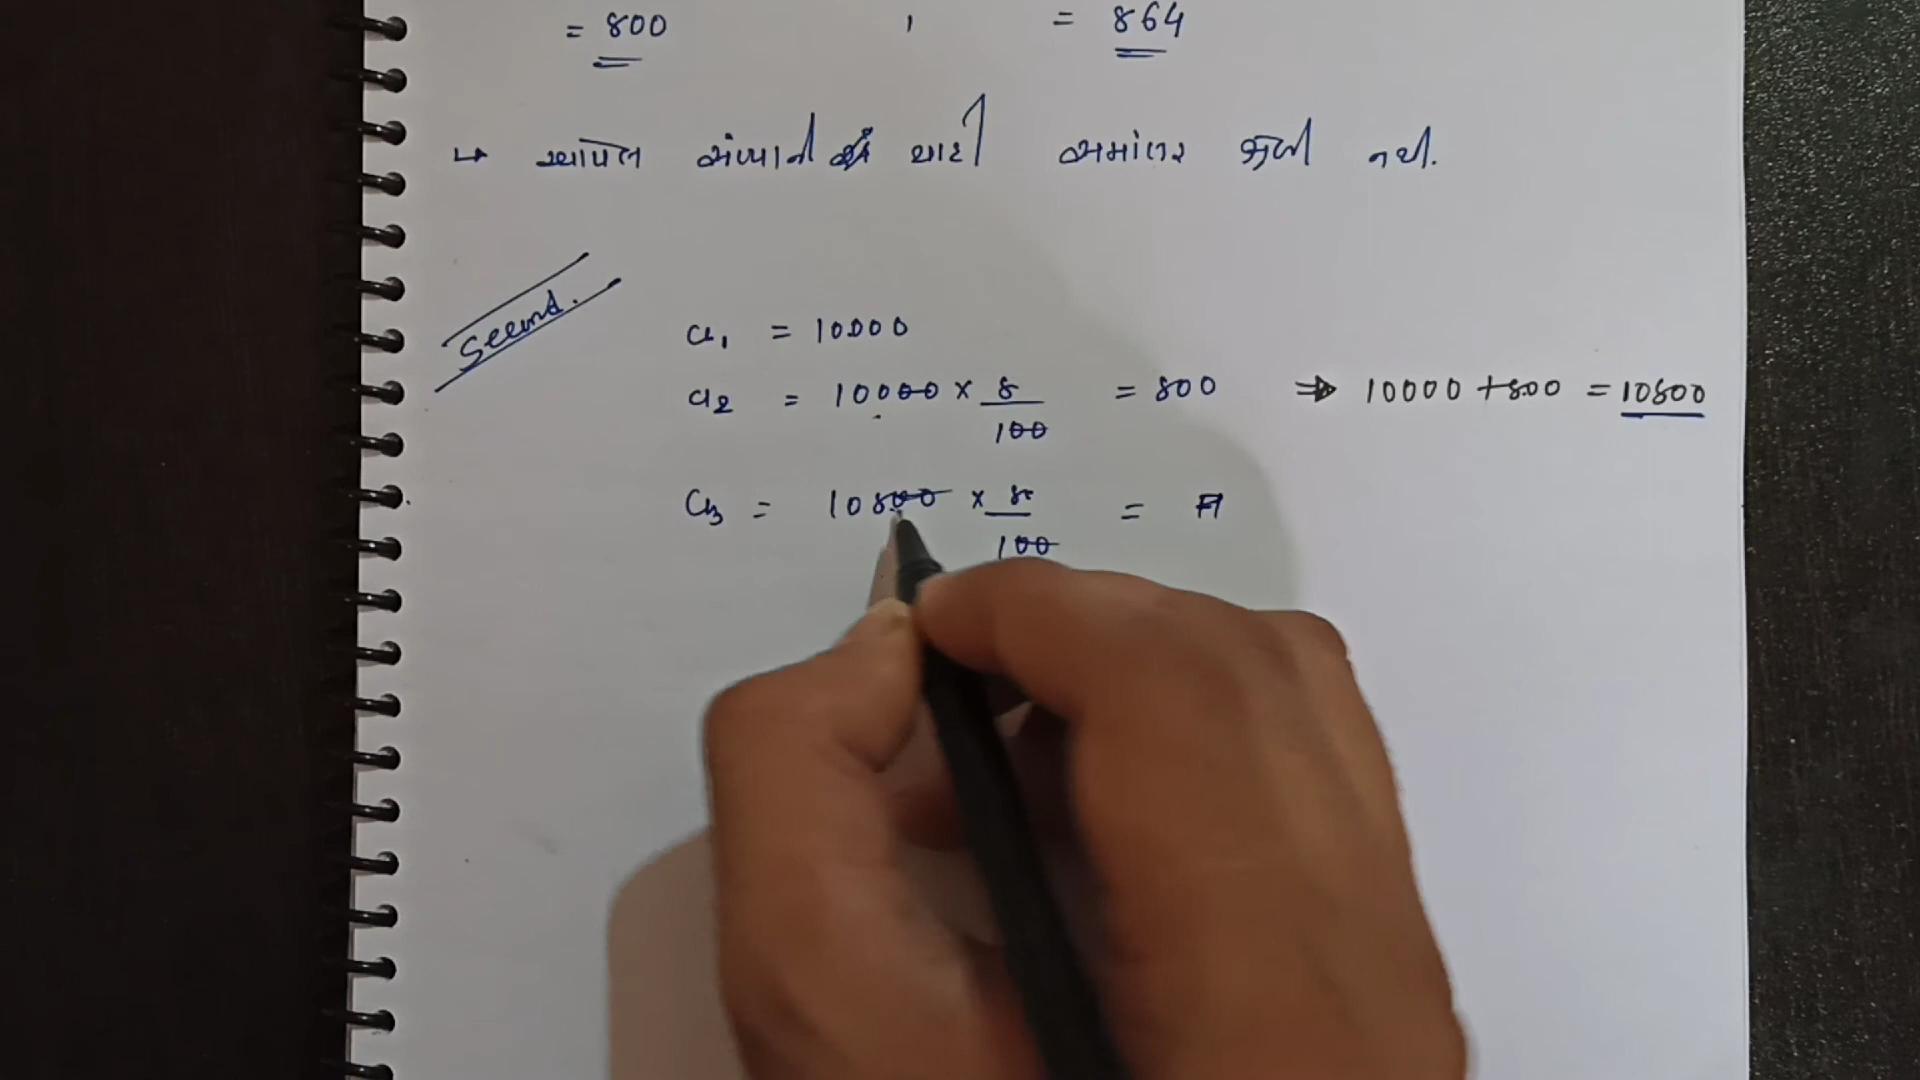 = 800 , = 864
↳ આપેલ સંખ્યાની યાદી સમાંતર શ્રેણી નથી.
Second.
a₁ = 10000
a₂ = 10000 × 8/100 = 800 ⇒ 10000 + 800 = 10800
a₃ = 10800 × 8/100 =